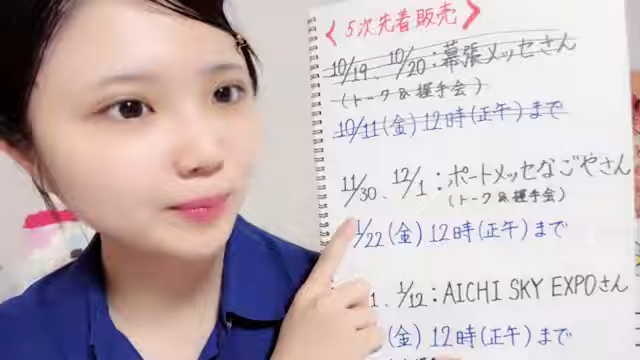 <5次先着販売>
10/19、10/20:幕張メッセさん
(トーク&握手会)
10/11(金)12時(正午)まで
11/30、12/1:ポートメッセなごやさん
(トーク&握手会)
/22(金)12時(正午)まで
1、1/12:AICHI SKY EXPOさん
(金)12時(正午)まで